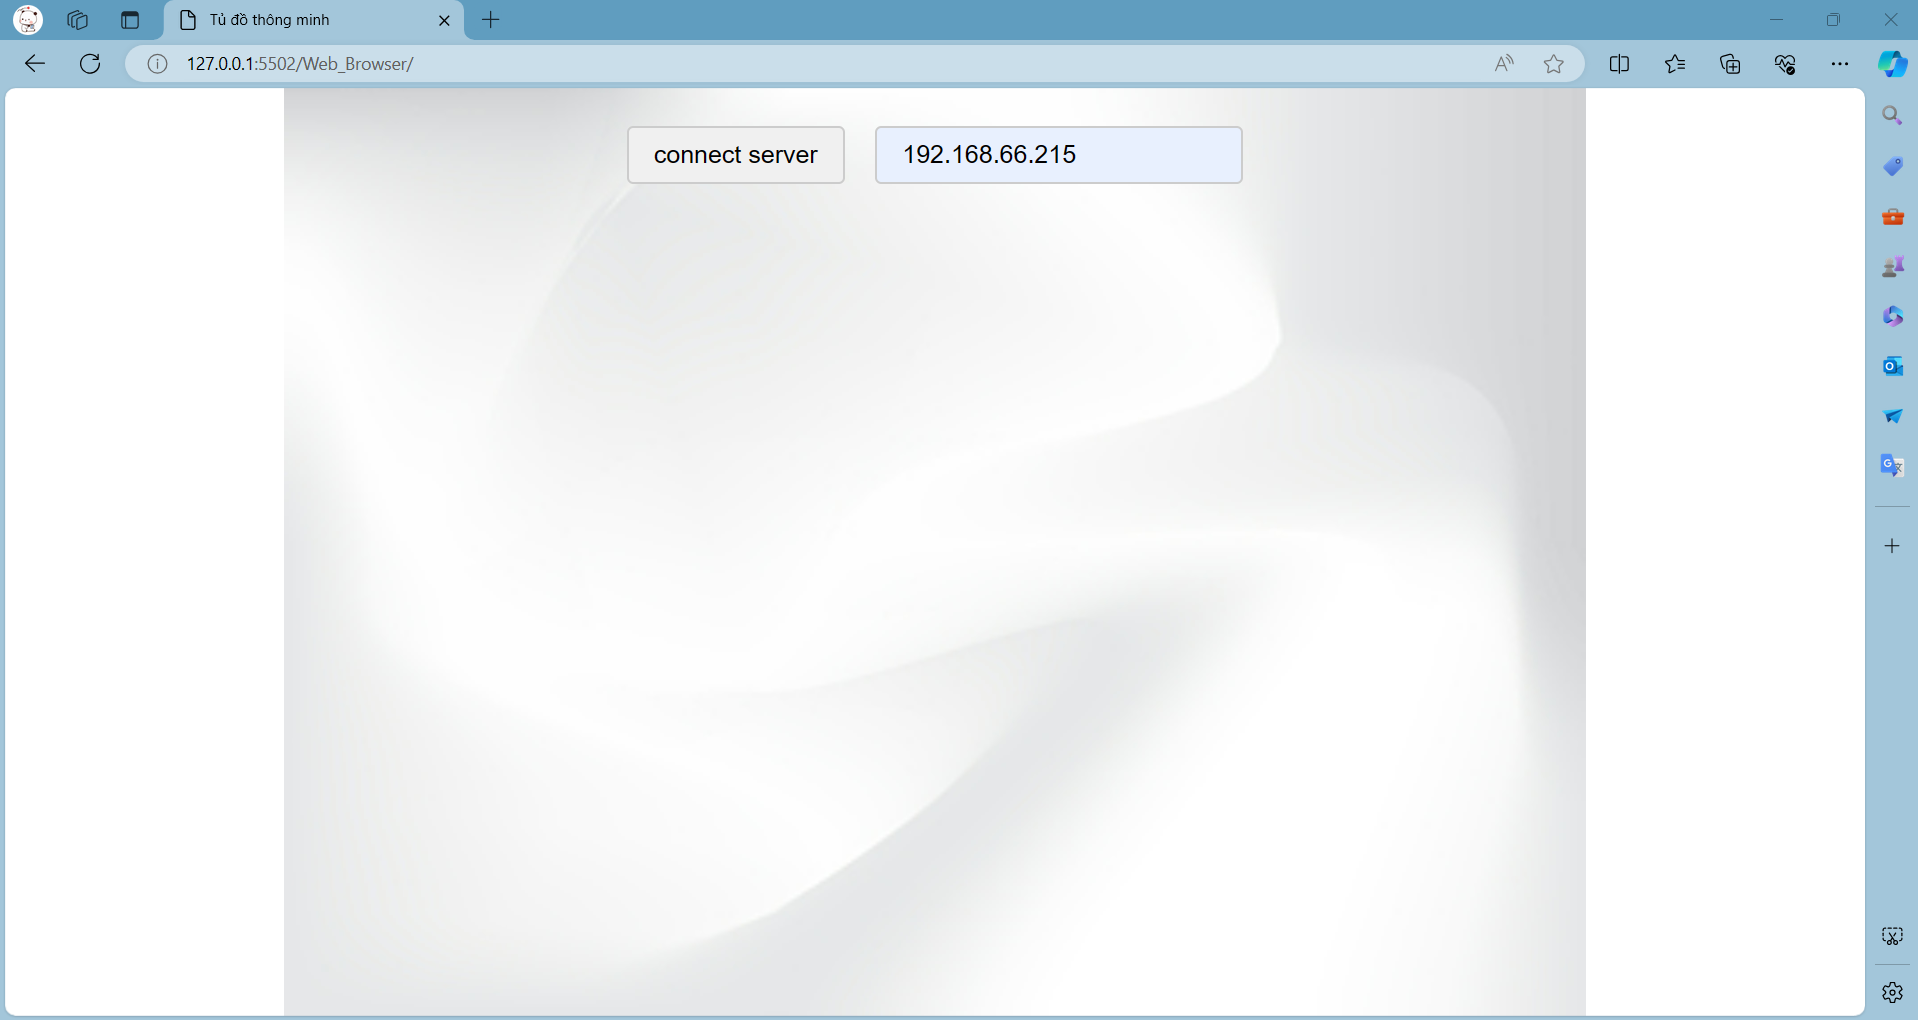 Tủ đồ thông minh
127.0.0.1:5502/Web_Browser/
connect server
192.168.66.215